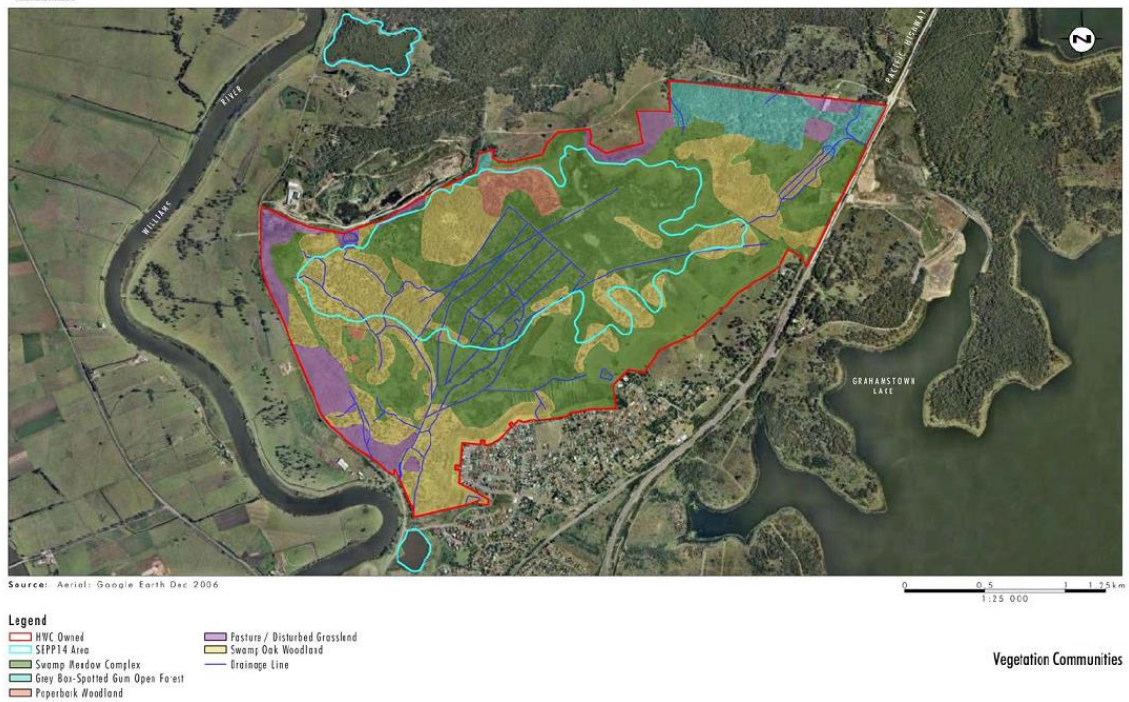 N
PACIFIC HIGHWAY
WILLIAMS
RIVER
GRAHAMSTOWN
LAKE
Source: Aerial: Google Earth Dec 2006
0 0.5 1 1.25km
1:25 000
Legend
HWC Owned
SEPP14 Area
Swamp Meadow Complex
Grey Box-Spotted Gum Open Forest
Paperbark Woodland
Pasture / Disturbed Grassland
Swamp Oak Woodland
Drainage Line
Vegetation Communities